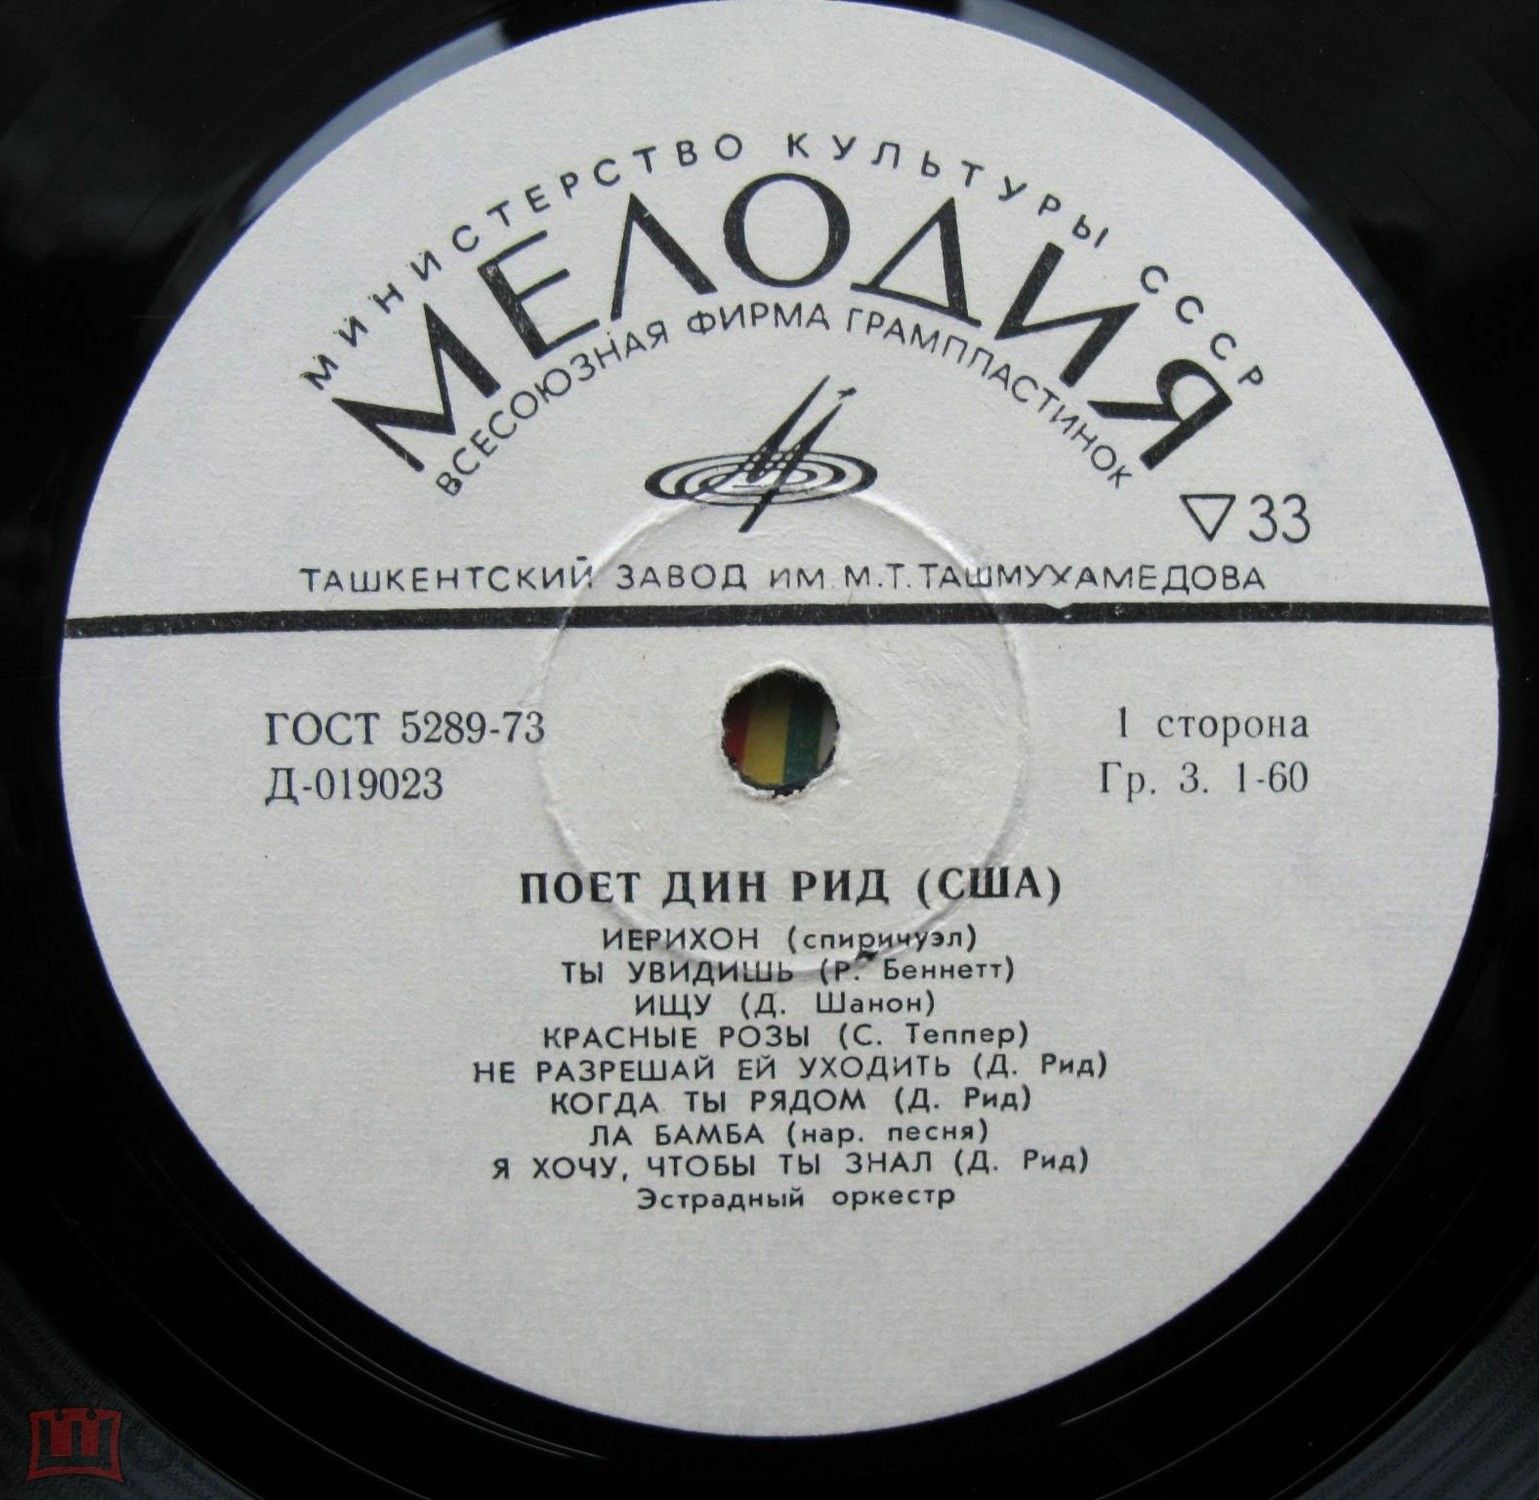 МИНИСТЕРСТВО КУЛЬТУРЫ СССР
МЕЛОДИЯ
ВСЕСОЮЗНАЯ ФИРМА ГРАМПЛАСТИНОК
▽33
ТАШКЕНТСКИЙ ЗАВОД ИМ. М.Т.ТАШМУХАМЕДОВА
ГОСТ 5289-73
Д-019023
1 сторона
Гр. 3. 1-60
ПОЕТ ДИН РИД (США)
ИЕРИХОН (спиричуэл)
ТЫ УВИДИШЬ (Р. Беннетт)
ИЩУ (Д. Шанон)
КРАСНЫЕ РОЗЫ (С. Теппер)
НЕ РАЗРЕШАЙ ЕЙ УХОДИТЬ (Д. Рид)
КОГДА ТЫ РЯДОМ (Д. Рид)
ЛА БАМБА (нар. песня)
Я ХОЧУ, ЧТОБЫ ТЫ ЗНАЛ (Д. Рид)
Эстрадный оркестр